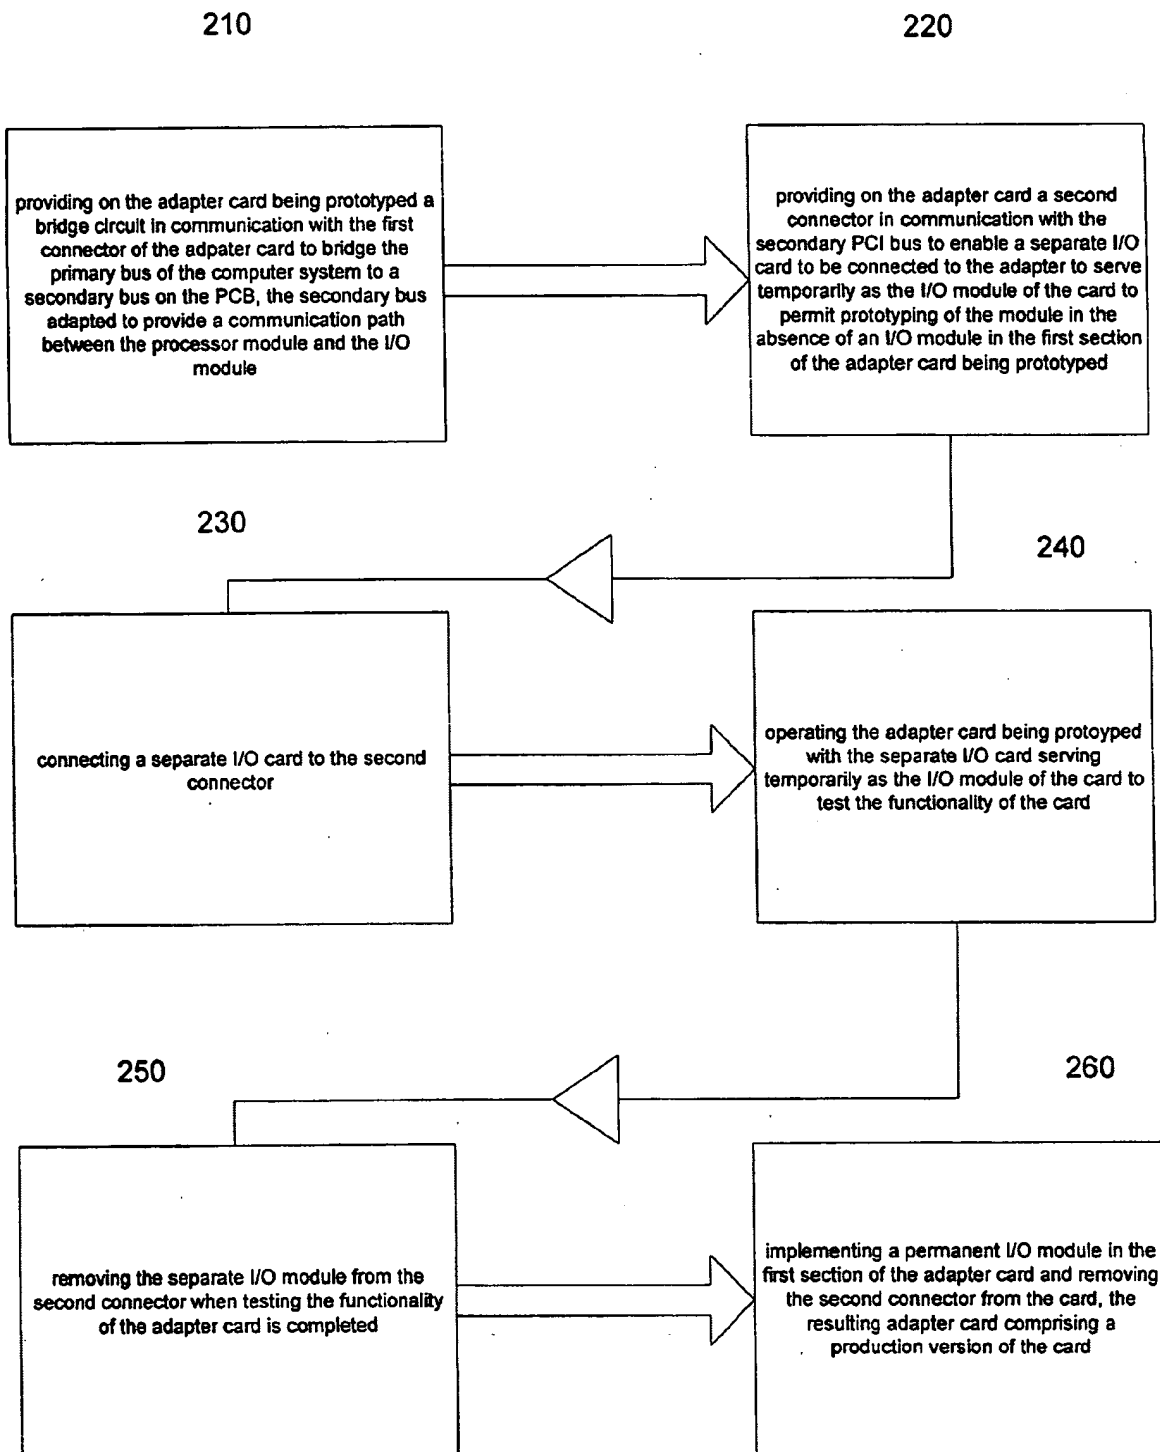 210
220
providing on the adapter card being prototyped a
bridge circuit in communication with the first
connector of the adpater card to bridge the
primary bus of the computer system to a
secondary bus on the PCB, the secondary bus
adapted to provide a communication path
between the processor module and the I/O
module
providing on the adapter card a second
connector in communication with the
secondary PCI bus to enable a separate I/O
card to be connected to the adapter to serve
temporarily as the I/O module of the card to
permit prototyping of the module in the
absence of an I/O module in the first section
of the adapter card being prototyped
230
240
connecting a separate I/O card to the second
connector
operating the adapter card being protoyped
with the separate I/O card serving
temporarily as the I/O module of the card to
test the functionality of the card
250
260
removing the separate I/O module from the
second connector when testing the functionality
of the adapter card is completed
implementing a permanent I/O module in the
first section of the adapter card and removing
the second connector from the card, the
resulting adapter card comprising a
production version of the card